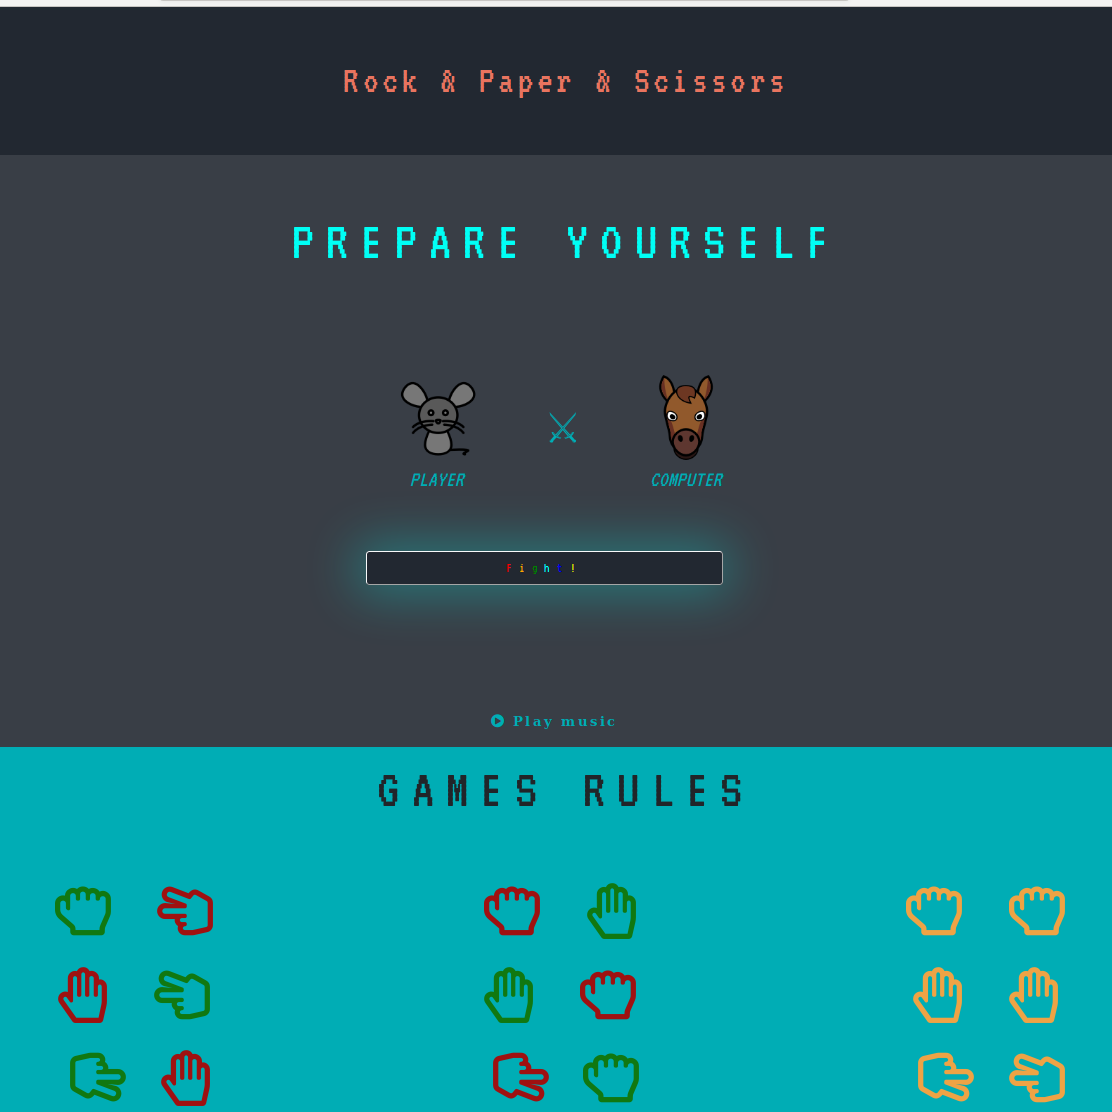 Rock & Paper & Scissors
PREPARE YOURSELF
PLAYER
COMPUTER
fight!
Play music
GAMES RULES